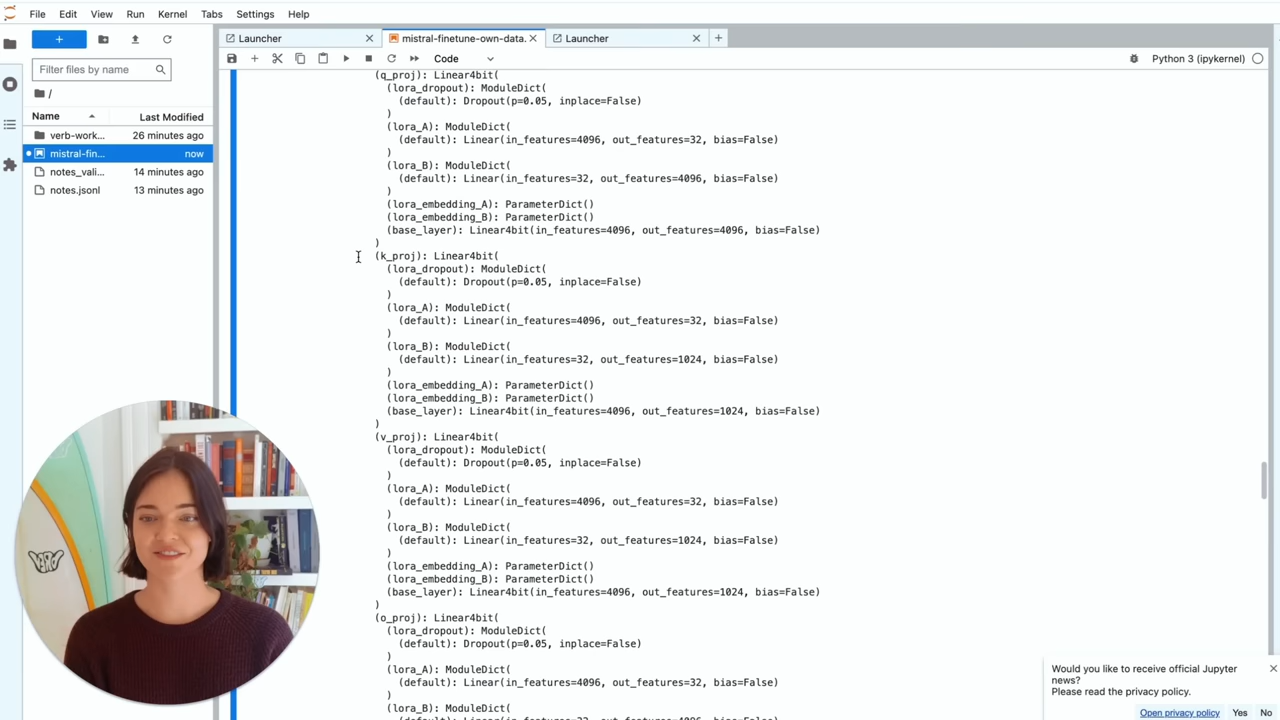 File Edit View Run Kernel Tabs Settings Help
Launcher
mistral-finetune-own-data.
Launcher
Filter files by name
Code
Python 3 (ipykernel)
/
Name
Last Modified
verb-work...
26 minutes ago
mistral-fin...
now
notes_vali...
14 minutes ago
notes.jsonl
13 minutes ago
(q_proj): Linear4bit(
(lora_dropout): ModuleDict(
(default): Dropout(p=0.05, inplace=False)
)
(lora_A): ModuleDict(
(default): Linear(in_features=4096, out_features=32, bias=False)
)
(lora_B): ModuleDict(
(default): Linear(in_features=32, out_features=4096, bias=False)
)
(lora_embedding_A): ParameterDict()
(lora_embedding_B): ParameterDict()
(base_layer): Linear4bit(in_features=4096, out_features=4096, bias=False)
)
(k_proj): Linear4bit(
(lora_dropout): ModuleDict(
(default): Dropout(p=0.05, inplace=False)
)
(lora_A): ModuleDict(
(default): Linear(in_features=4096, out_features=32, bias=False)
)
(lora_B): ModuleDict(
(default): Linear(in_features=32, out_features=1024, bias=False)
)
(lora_embedding_A): ParameterDict()
(lora_embedding_B): ParameterDict()
(base_layer): Linear4bit(in_features=4096, out_features=1024, bias=False)
)
(v_proj): Linear4bit(
(lora_dropout): ModuleDict(
(default): Dropout(p=0.05, inplace=False)
)
(lora_A): ModuleDict(
(default): Linear(in_features=4096, out_features=32, bias=False)
)
(lora_B): ModuleDict(
(default): Linear(in_features=32, out_features=1024, bias=False)
)
(lora_embedding_A): ParameterDict()
(lora_embedding_B): ParameterDict()
(base_layer): Linear4bit(in_features=4096, out_features=1024, bias=False)
)
(o_proj): Linear4bit(
(lora_dropout): ModuleDict(
(default): Dropout(p=0.05, inplace=False)
)
(lora_A): ModuleDict(
(default): Linear(in_features=4096, out_features=32, bias=False)
)
(lora_B): ModuleDict(
(default): Linear(in_features=32, out_features=4096, bias=False)
Would you like to receive official Jupyter
news?
Please read the privacy policy.
Open privacy policy Yes No